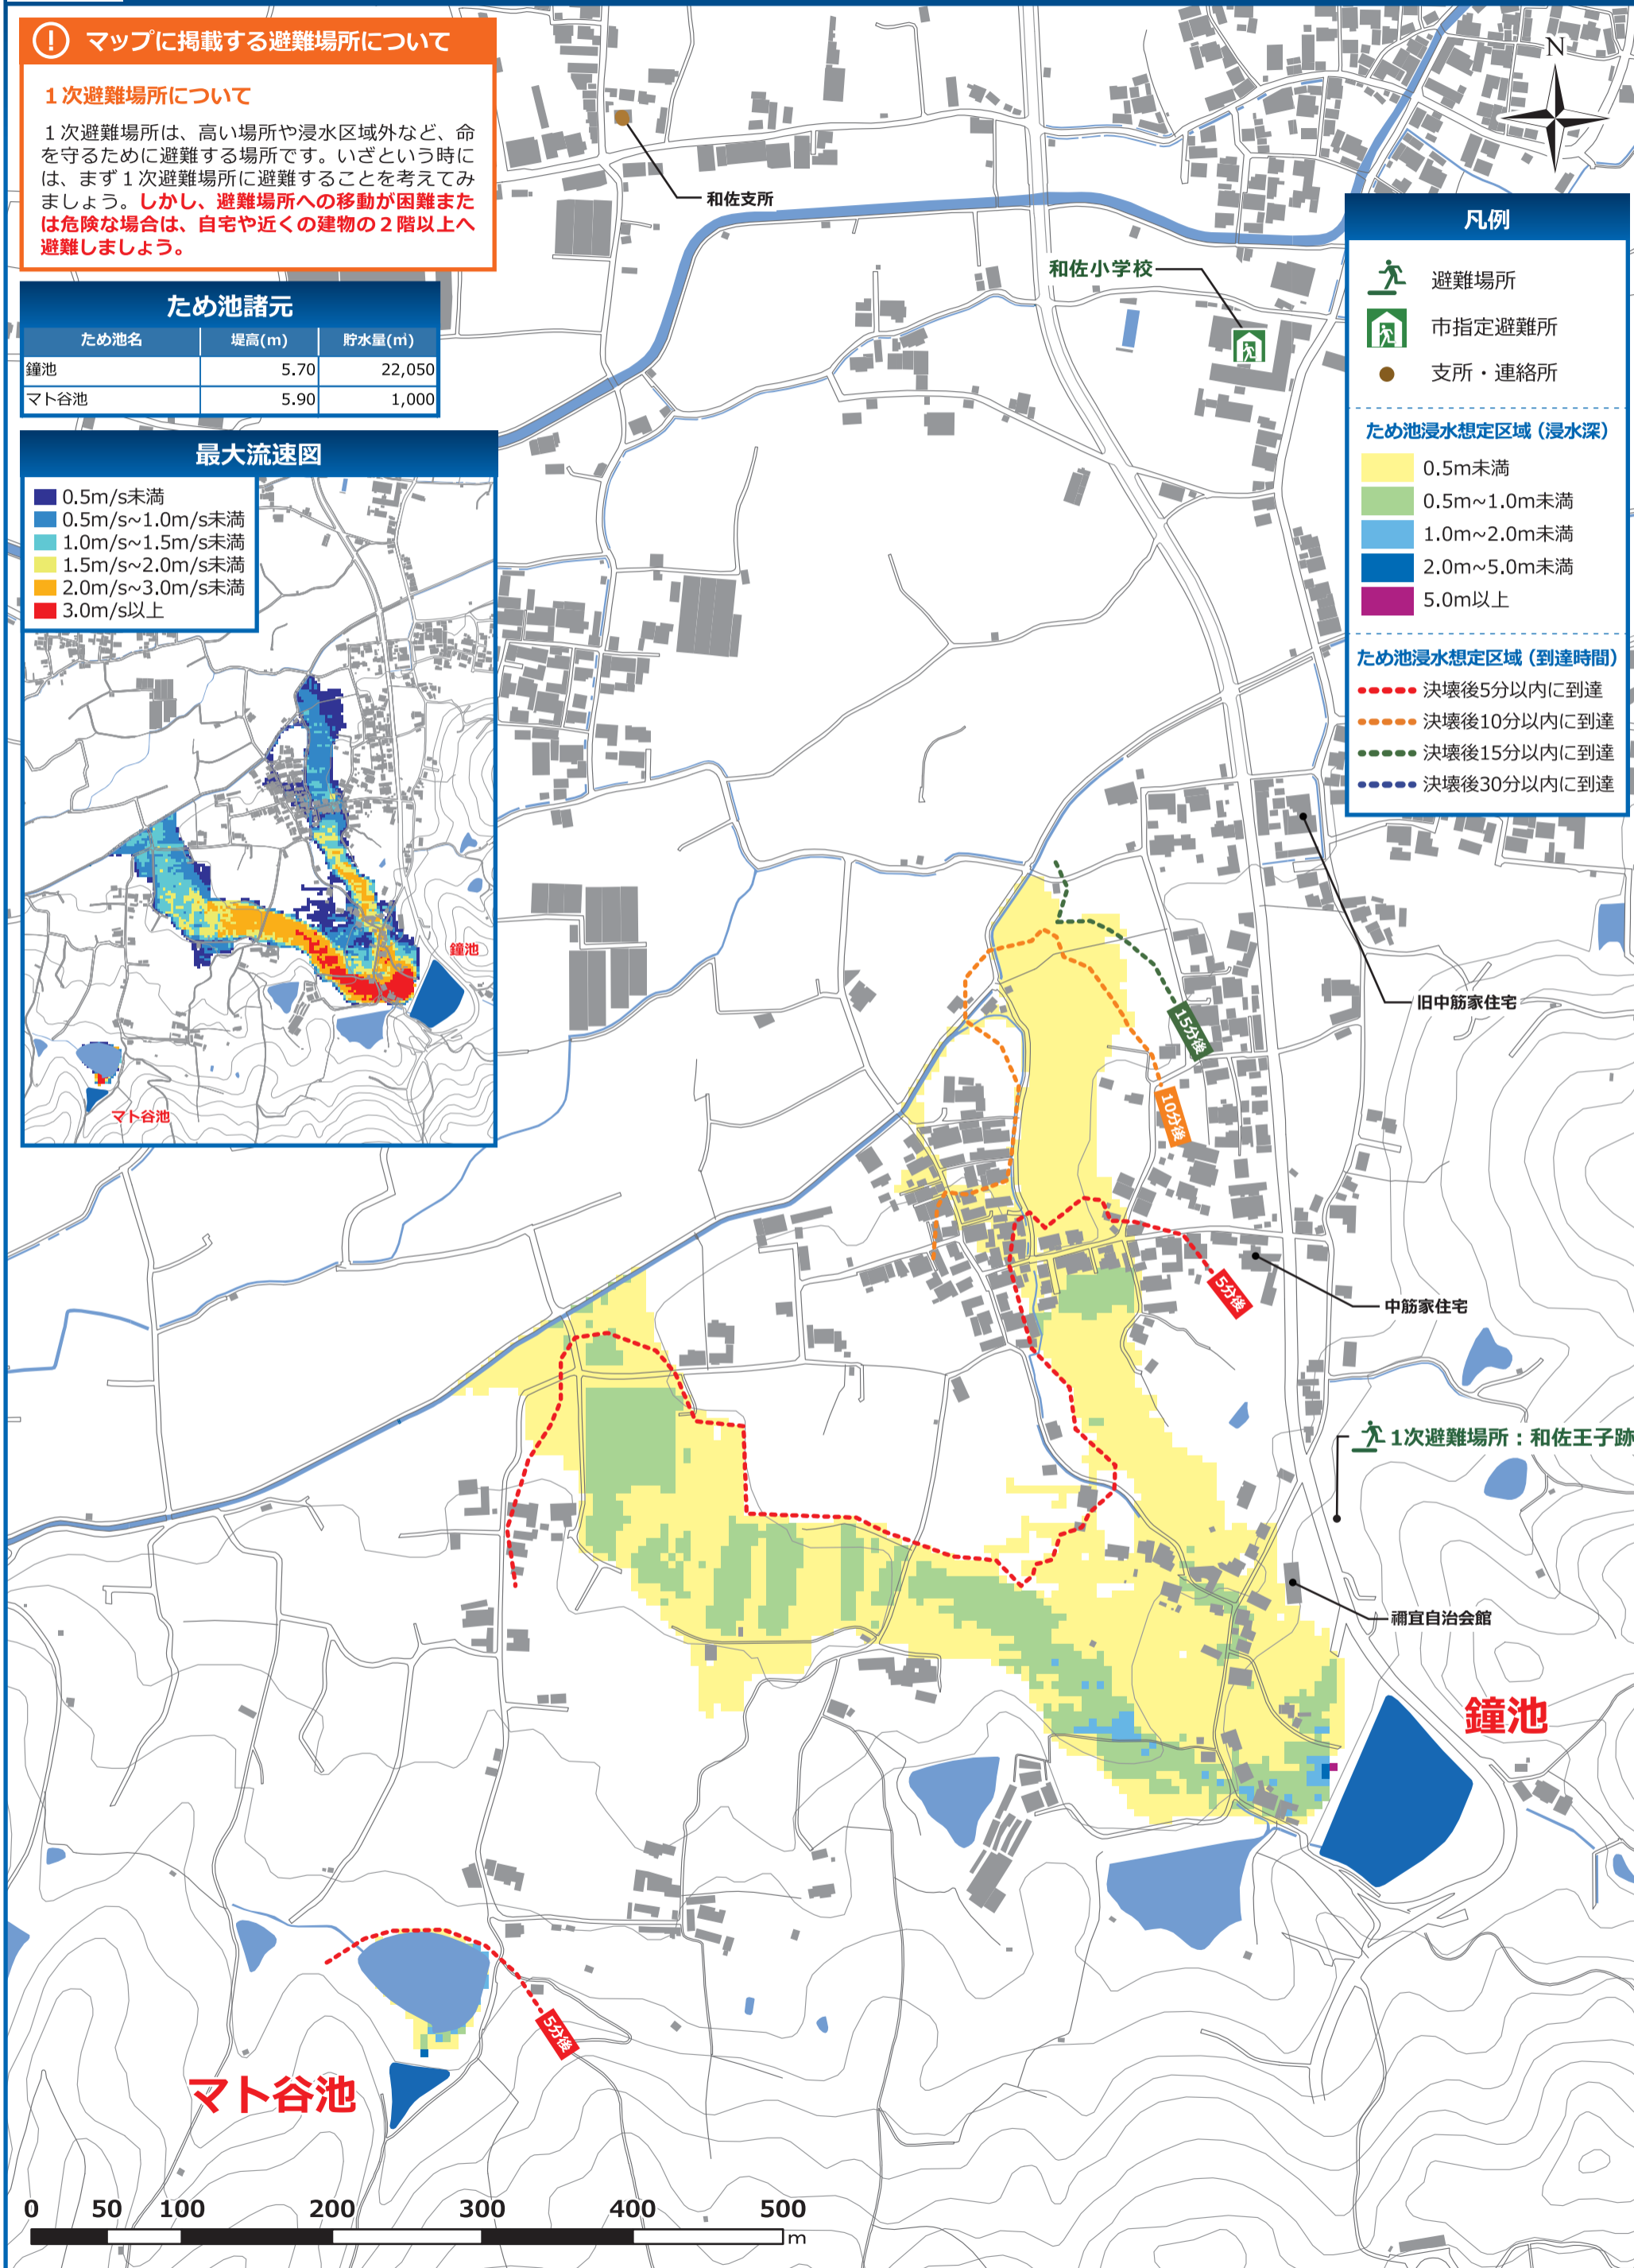 マップに掲載する避難場所について
1次避難場所について
1次避難場所は、高い場所や浸水区域外など、命
を守るために避難する場所です。いざという時に
は、まず1次避難場所に避難することを考えてみ
ましょう。しかし、避難場所への移動が困難また
は危険な場合は、自宅や近くの建物の2階以上へ
避難しましょう。
ため池諸元
ため池名 堤高(m) 貯水量(㎥)
鐘池 5.70 22,050
マト谷池 5.90 1,000
最大流速図
0.5m/s未満
0.5m/s~1.0m/s未満
1.0m/s~1.5m/s未満
1.5m/s~2.0m/s未満
2.0m/s~3.0m/s未満
3.0m/s以上
鐘池
マト谷池
N
凡例
避難場所
市指定避難所
支所・連絡所
ため池浸水想定区域(浸水深)
0.5m未満
0.5m~1.0m未満
1.0m~2.0m未満
2.0m~5.0m未満
5.0m以上
ため池浸水想定区域(到達時間)
決壊後5分以内に到達
決壊後10分以内に到達
決壊後15分以内に到達
決壊後30分以内に到達
和佐支所
和佐小学校
旧中筋家住宅
15分後
10分後
5分後
中筋家住宅
1次避難場所:和佐王子跡
禰宜自治会館
鐘池
5分後
マト谷池
0 50 100 200 300 400 500
m